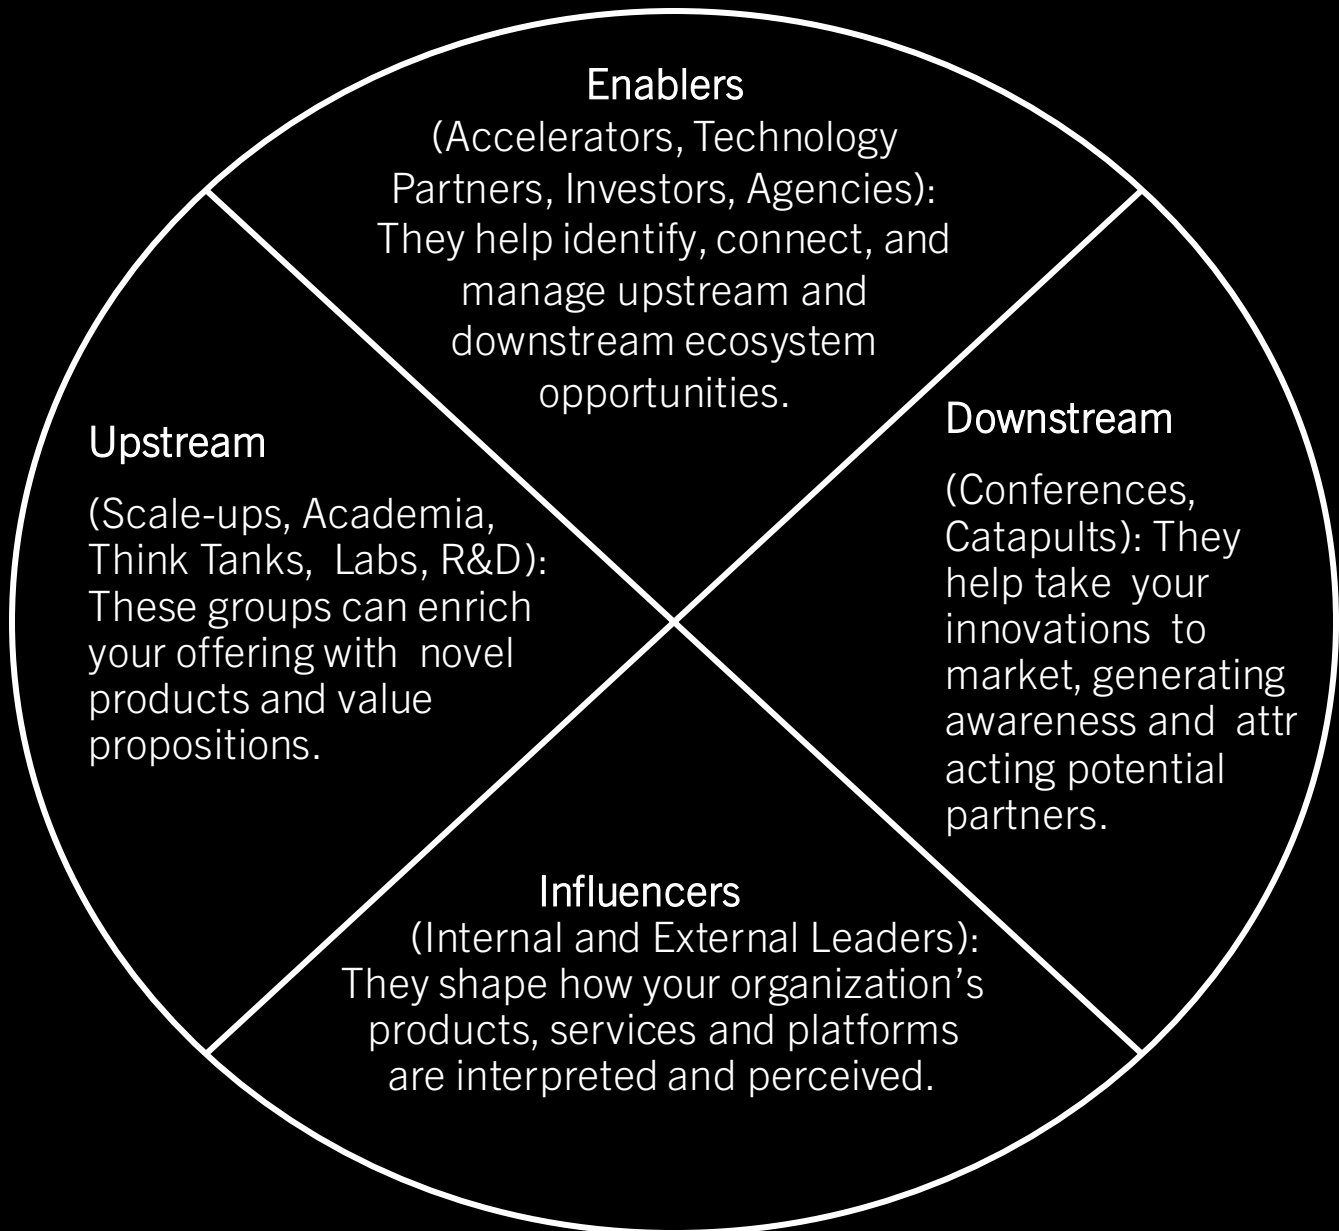 Enablers
(Accelerators, Technology
Partners, Investors, Agencies):
They help identify, connect, and
manage upstream and
downstream ecosystem
opportunities.
Upstream
(Scale-ups, Academia,
Think Tanks,  Labs, R&D):
These groups can enrich
your offering with  novel
products and value
propositions.
Downstream
(Conferences,
Catapults): They
help take  your
innovations  to
market, generating
awareness and  attr
acting potential
partners.
Influencers
(Internal and External Leaders):
They shape how your organization’s
products, services and platforms
are interpreted and perceived.